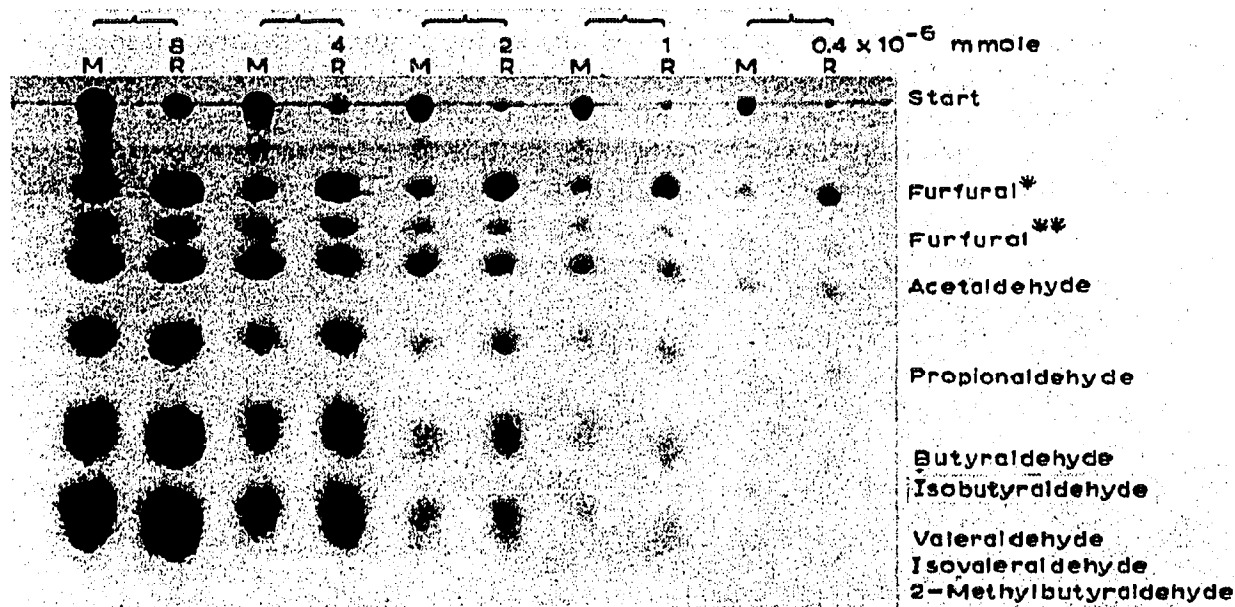 8 4 2 1 0.4 x 10-6 mmole
M R M R M R M R M R
Start
Furfural*
Furfural**
Acetaldehyde
Propionaldehyde
Butyraldehyde
Isobutyraldehyde
Valeraldehyde
Isovaleraldehyde
2-Methylbutyraldehyde